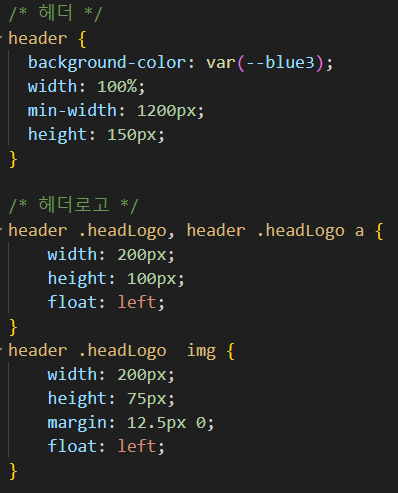 /* 헤더 */
header {
  background-color: var(--blue3);
  width: 100%;
  min-width: 1200px;
  height: 150px;
}

/* 헤더로고 */
header .headLogo, header .headLogo a {
    width: 200px;
    height: 100px;
    float: left;
}
header .headLogo  img {
    width: 200px;
    height: 75px;
    margin: 12.5px 0;
    float: left;
}